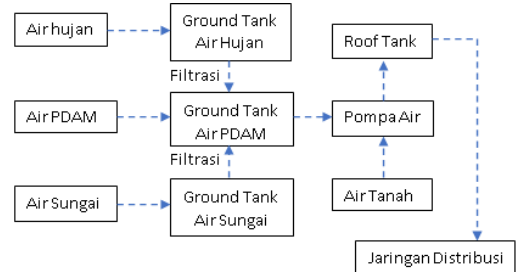 Air hujan
Ground Tank
Air Hujan
Roof Tank
Filtrasi
Air PDAM
Ground Tank
Air PDAM
Pompa Air
Filtrasi
Air Sungai
Ground Tank
Air Sungai
Air Tanah
Jaringan Distribusi